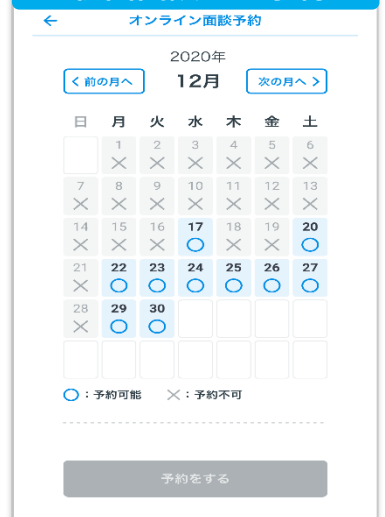 オンライン面談予約
2020年
前の月へ 12月 次の月へ
日 月 火 水 木 金 土
1 2 3 4 5 6
7 8 9 10 11 12 13
14 15 16 17 18 19 20
21 22 23 24 25 26 27
28 29 30
○：予約可能 ×：予約不可
予約をする